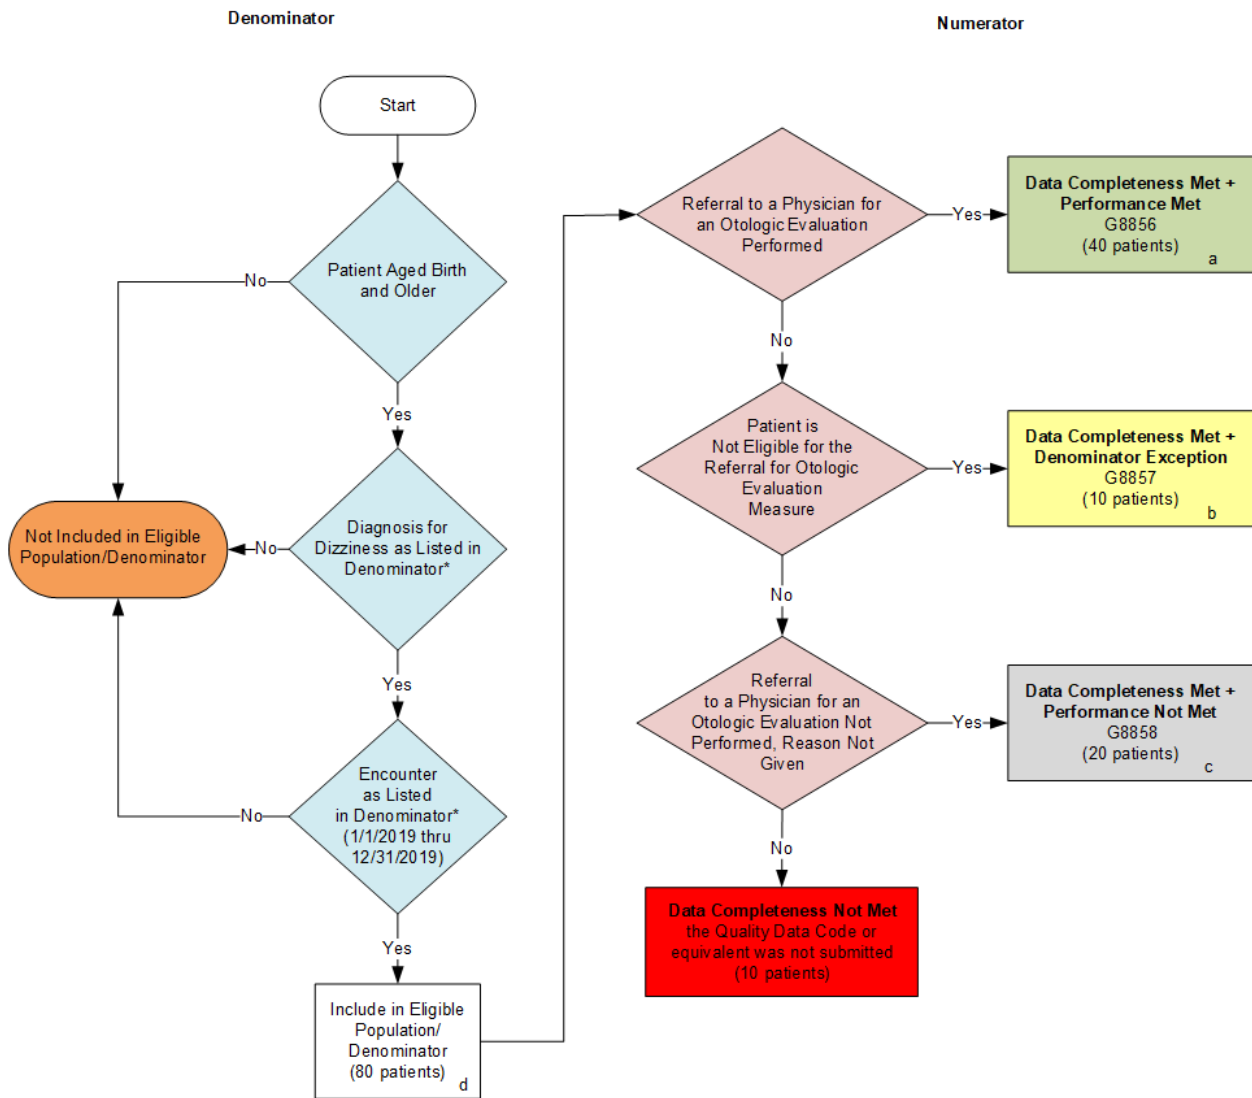 Denominator
Numerator
Start
Patient Aged Birth
and Older
No
Yes
Diagnosis for
Dizziness as Listed in
Denominator*
No
Not Included in Eligible
Population/Denominator
Yes
Encounter
as Listed
in Denominator*
(1/1/2019 thru
12/31/2019)
No
Yes
Include in Eligible
Population/
Denominator
(80 patients)
d
Referral to a Physician for
an Otologic Evaluation
Performed
Yes
Data Completeness Met +
Performance Met
G8856
(40 patients)
a
No
Patient is
Not Eligible for the
Referral for Otologic
Evaluation
Measure
Yes
Data Completeness Met +
Denominator Exception
G8857
(10 patients)
b
No
Referral
to a Physician for an
Otologic Evaluation Not
Performed, Reason Not
Given
Yes
Data Completeness Met +
Performance Not Met
G8858
(20 patients)
c
No
Data Completeness Not Met
the Quality Data Code or
equivalent was not submitted
(10 patients)